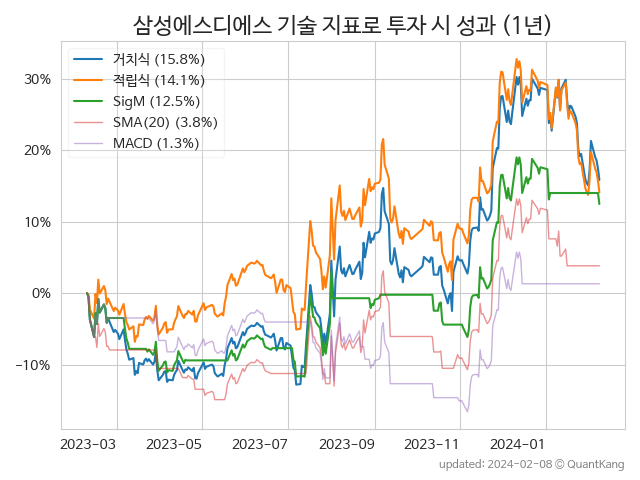 삼성에스디에스 기술 지표로 투자 시 성과 (1년)
거치식 (15.8%)
적립식 (14.1%)
SigM (12.5%)
SMA(20) (3.8%)
MACD (1.3%)
30%
20%
10%
0%
−10%
2023-03 2023-05 2023-07 2023-09 2023-11 2024-01
updated: 2024-02-08 © QuantKang